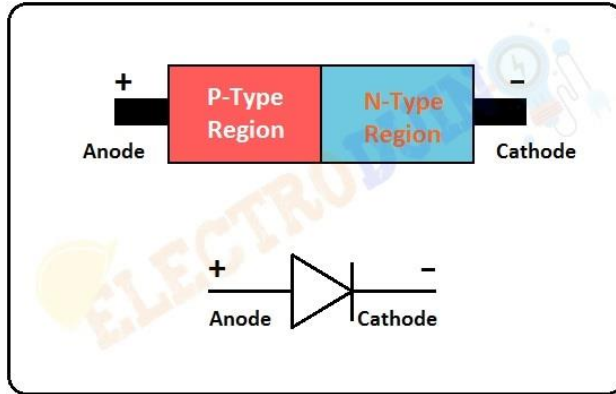 +
–
P-Type
Region
N-Type
Region
Anode
Cathode
ELECTRODUINO
+
–
Anode
Cathode